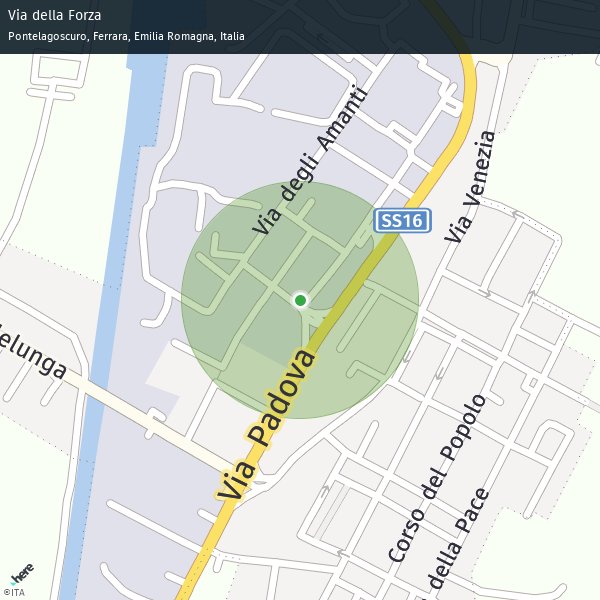 Via della Forza
Pontelagoscuro, Ferrara, Emilia Romagna, Italia
Via degli Amanti
SS16
Via Venezia
delunga
Via Padova
Corso del Popolo
della Pace
here
©ITA